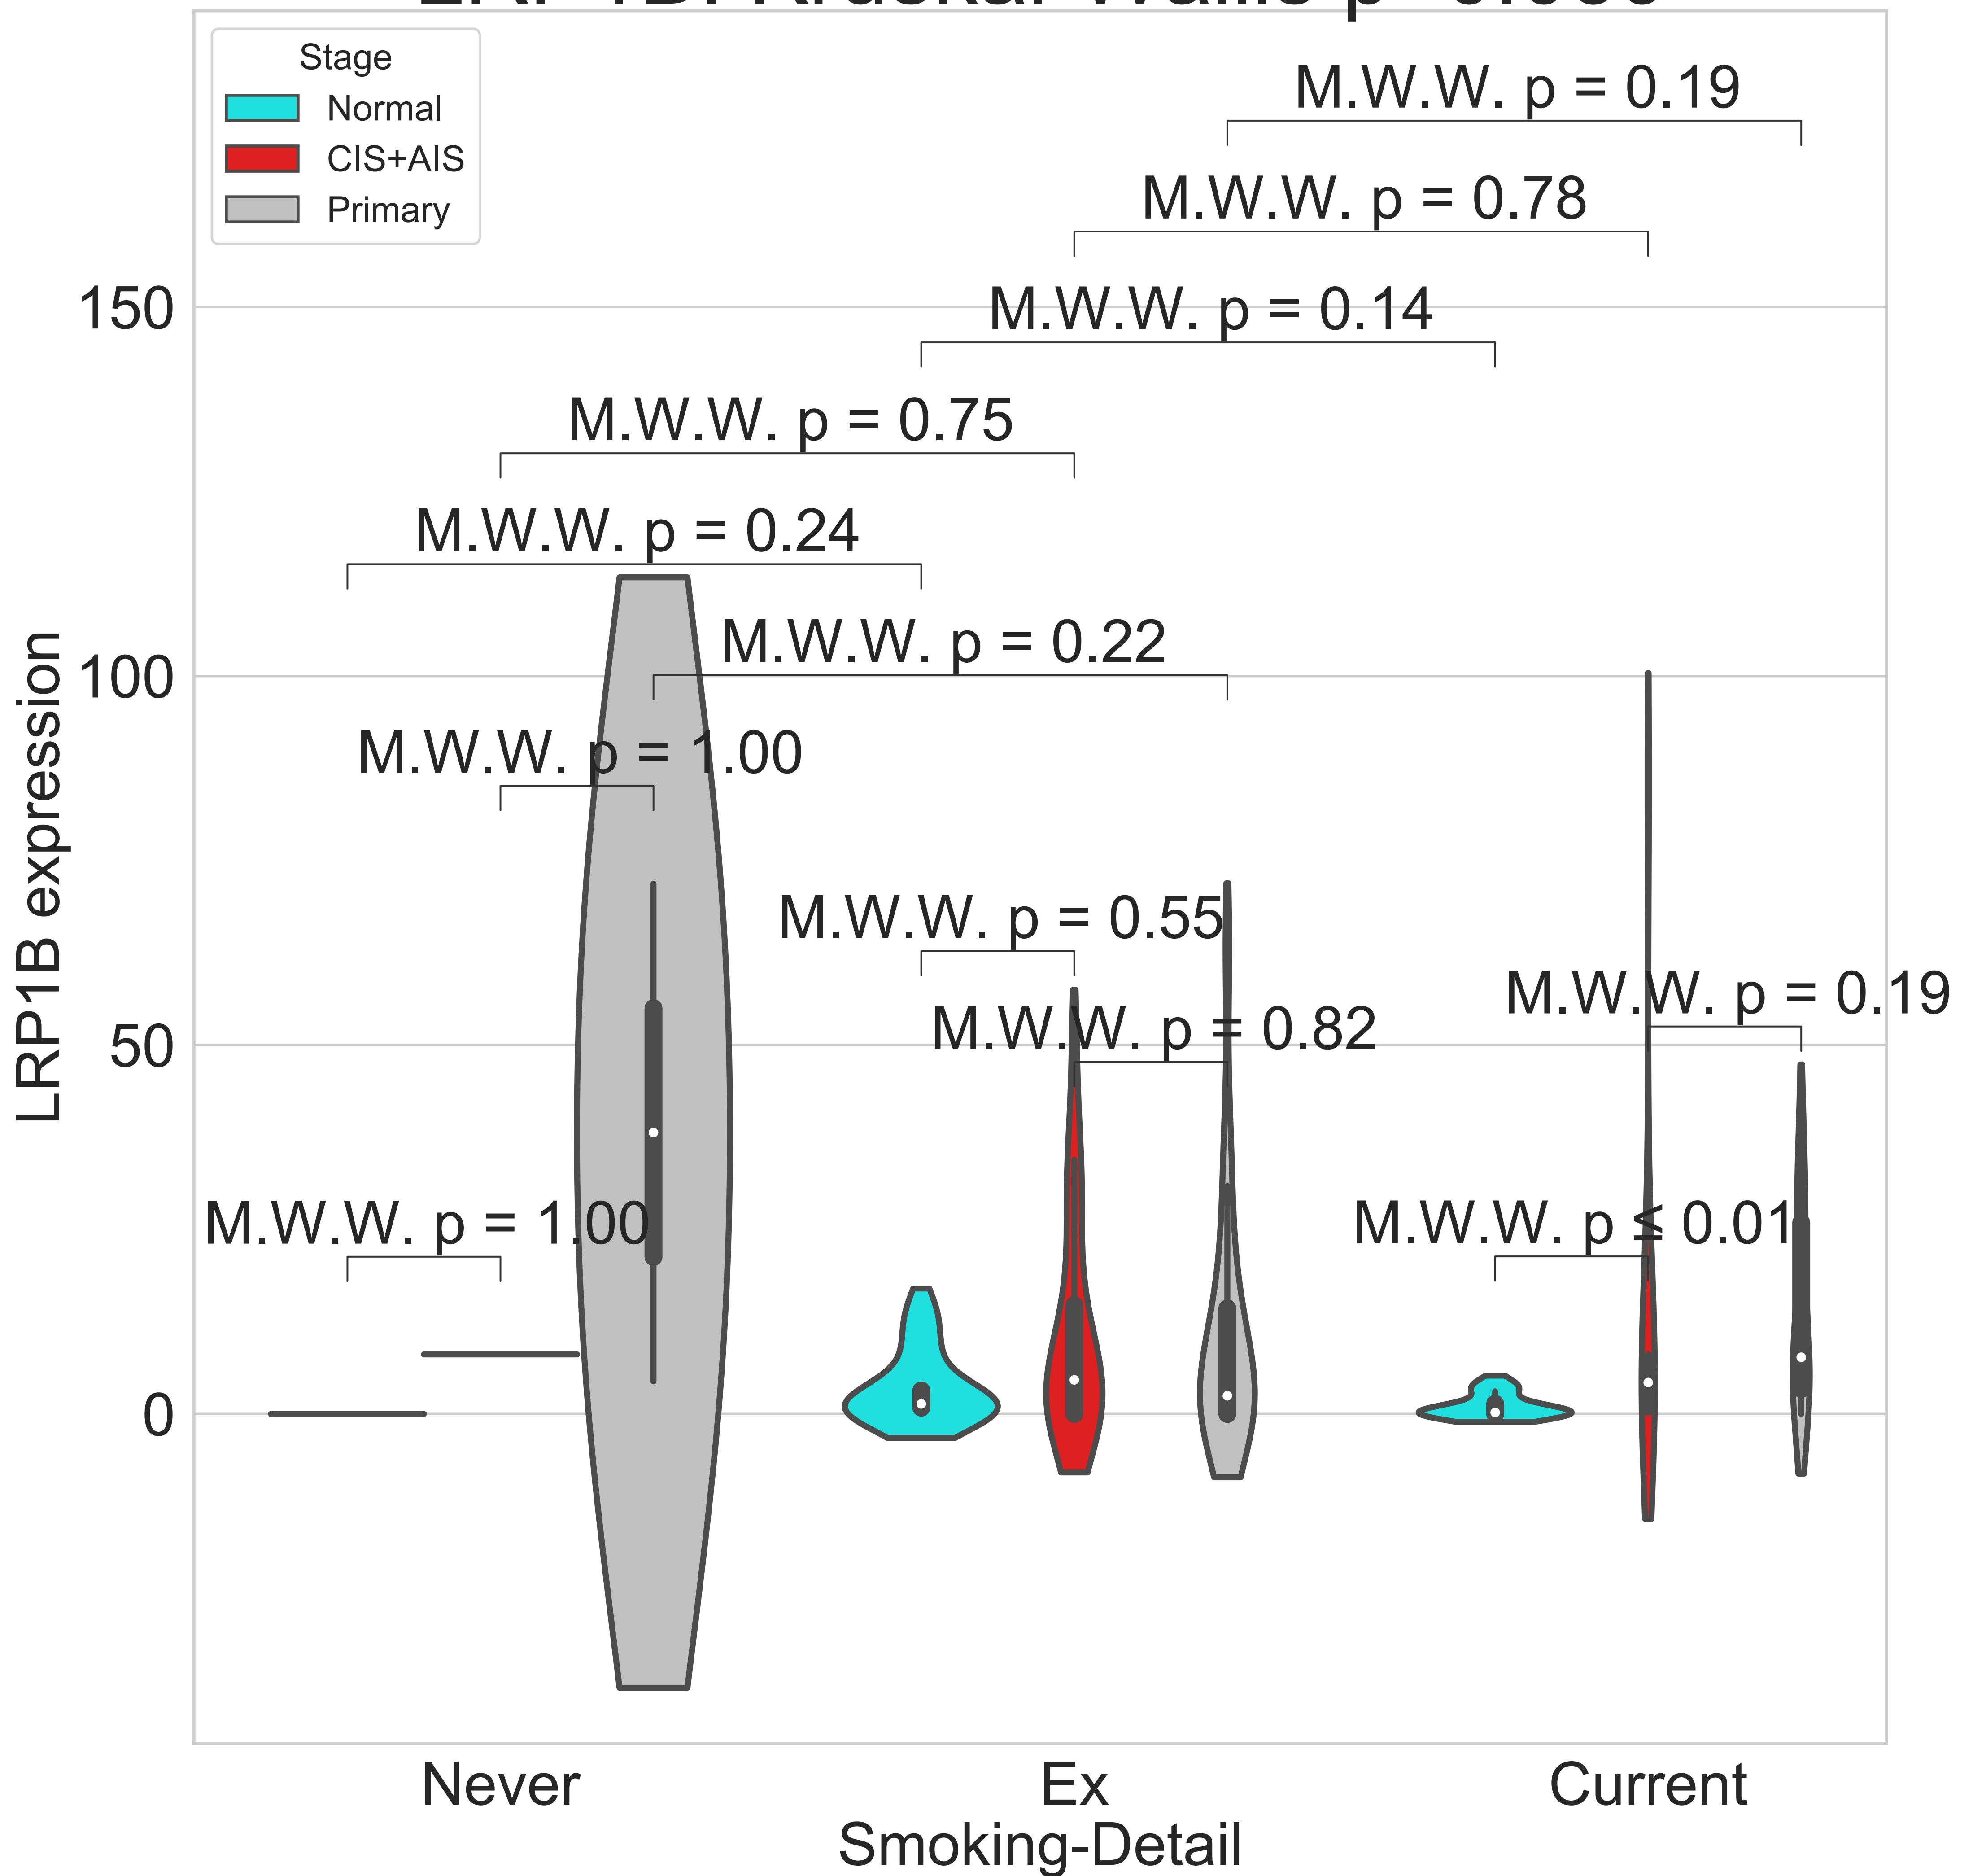 Stage
Normal
CIS+AIS
Primary
M.W.W. p = 0.19
M.W.W. p = 0.78
M.W.W. p = 0.14
M.W.W. p = 0.75
M.W.W. p = 0.24
M.W.W. p = 0.22
M.W.W. p = 1.00
M.W.W. p = 0.55
M.W.W. p = 0.82
M.W.W. p = 0.19
M.W.W. p = 1.00
M.W.W. p ≤ 0.01
150
100
50
0
LRP1B expression
Never
Ex
Current
Smoking-Detail